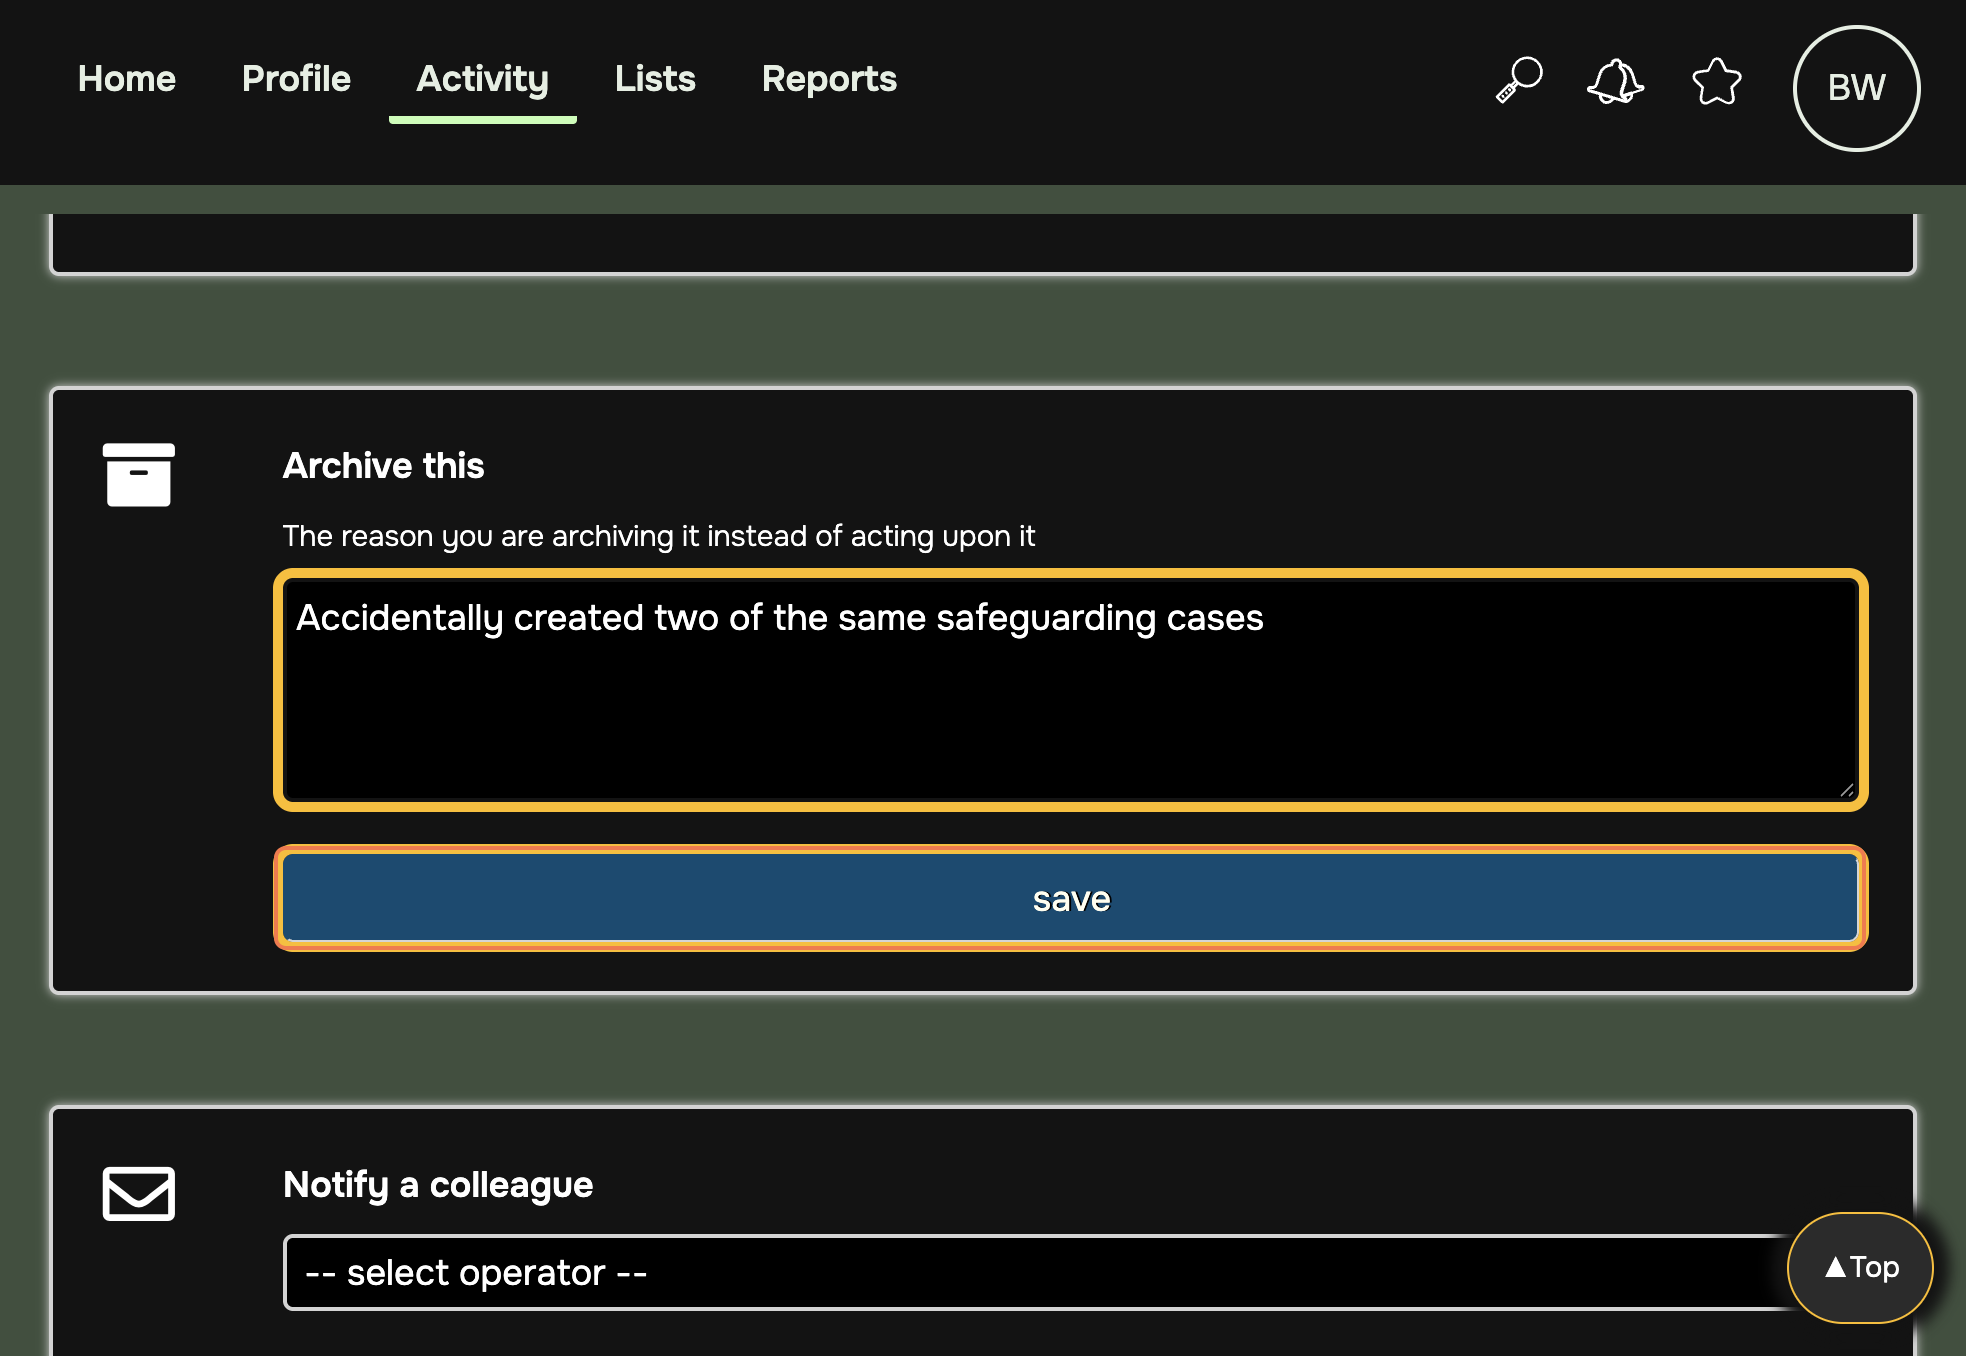 Home Profile Activity Lists Reports BW
Archive this
The reason you are archiving it instead of acting upon it
Accidentally created two of the same safeguarding cases
save
Notify a colleague
-- select operator --
▲Top